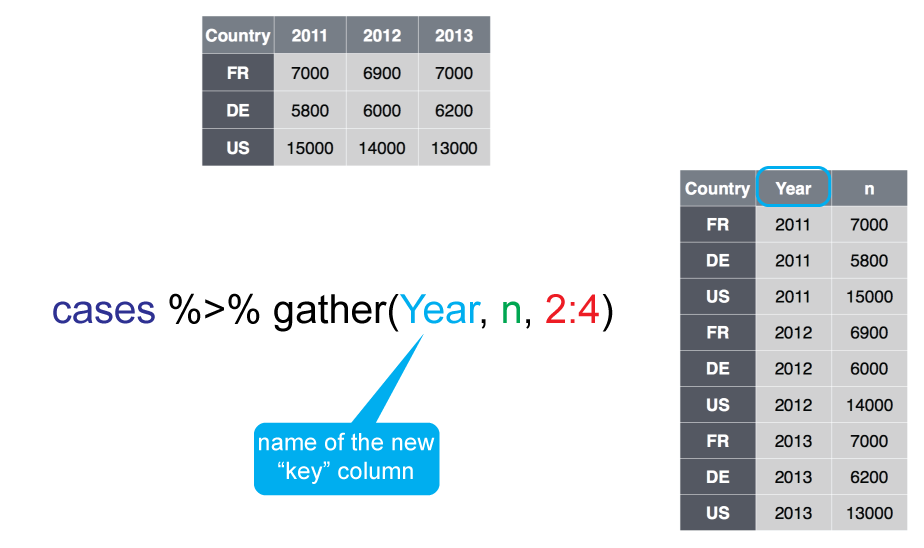 Country 2011 2012 2013
FR 7000 6900 7000
DE 5800 6000 6200
US 15000 14000 13000
Country Year n
FR 2011 7000
DE 2011 5800
US 2011 15000
FR 2012 6900
DE 2012 6000
US 2012 14000
FR 2013 7000
DE 2013 6200
US 2013 13000
cases %>% gather(Year, n, 2:4)
name of the new
“key” column